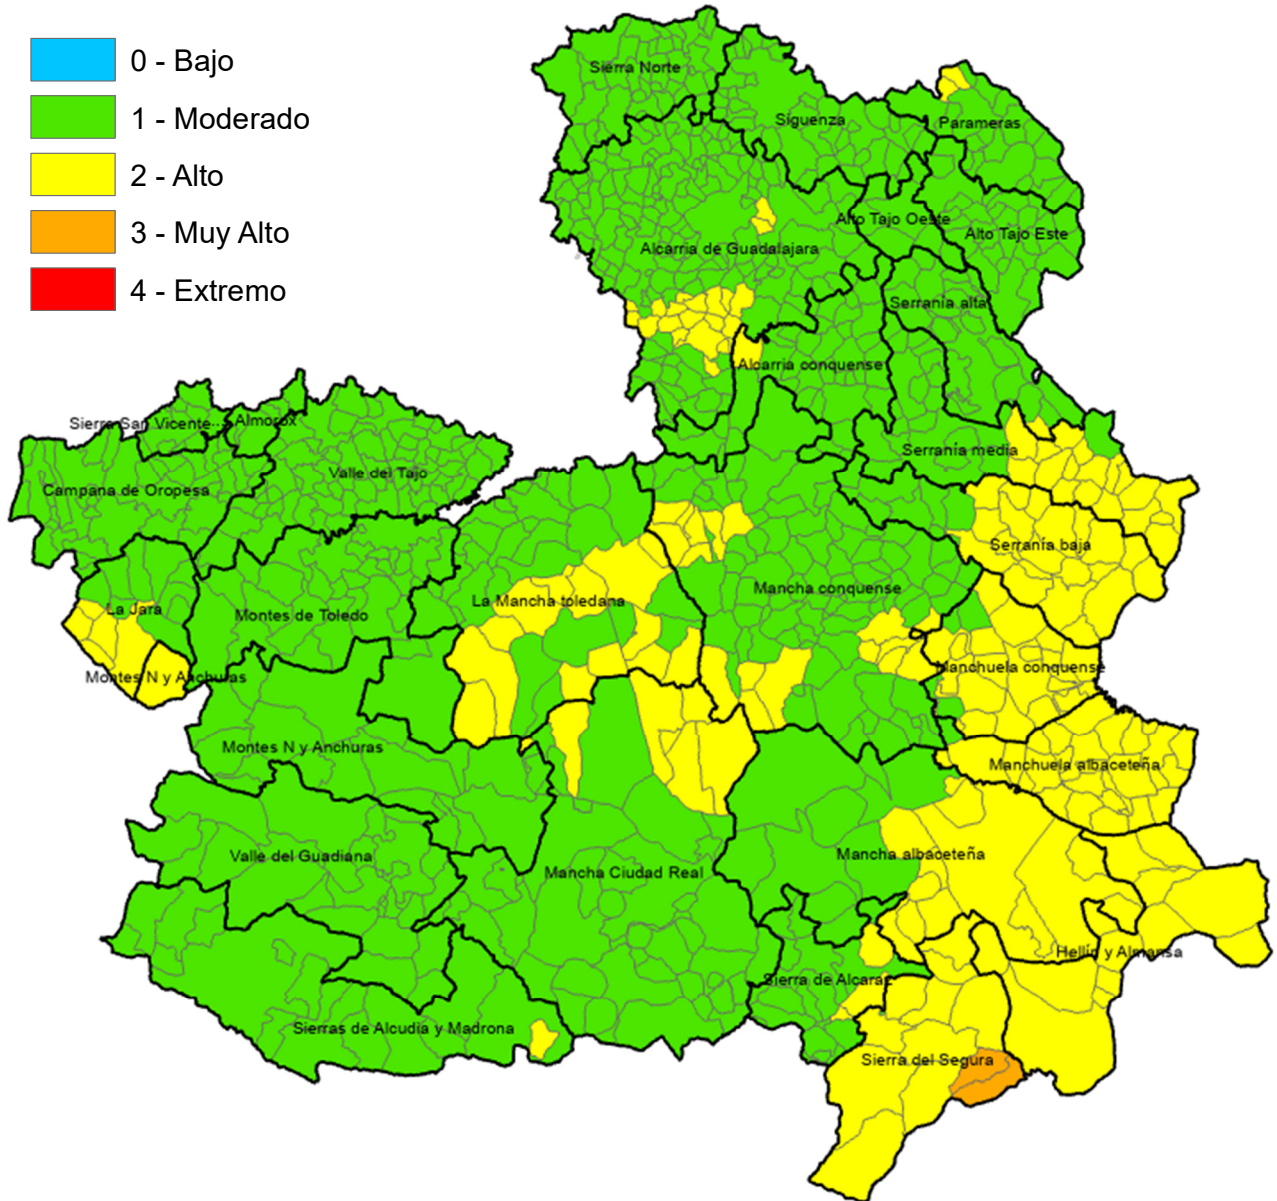 0 - Bajo
1 - Moderado
2 - Alto
3 - Muy Alto
4 - Extremo
Sierra Norte
Sigüenza
Parameras
Alto Tajo Oeste
Alto Tajo Este
Alcarria de Guadalajara
Serranía alta
Alcarria conquense
Sierra San Vicente...
Almorox
Serranía media
Valle del Tajo
Campana de Oropesa
Serranía baja
Mancha conquense
La Mancha toledana
La Jara
Montes de Toledo
Manchuela conquense
Montes N y Anchuras
Montes N y Anchuras
Manchuela albaceteña
Mancha albaceteña
Valle del Guadiana
Mancha Ciudad Real
Hellín y Almansa
Sierra de Alcaraz
Sierras de Alcudia y Madrona
Sierra del Segura